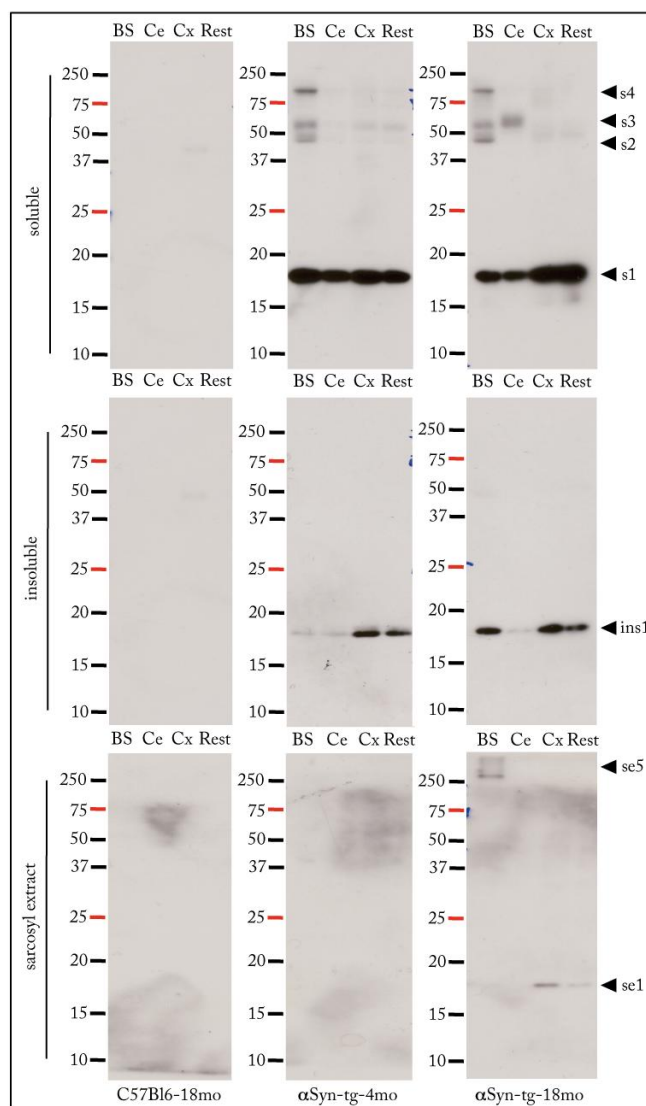 BS Ce Cx Rest BS Ce Cx Rest BS Ce Cx Rest
250 250 250 s4
75 75 75
50 50 50 s3
s2
37 37 37
25 25 25
soluble
20 20 20
s1
15 15 15
10 10 10
BS Ce Cx Rest BS Ce Cx Rest BS Ce Cx Rest
250 250 250
75 75 75
50 50 50
37 37 37
insoluble
25 25 25
20 20 20
ins1
15 15 15
10 10 10
BS Ce Cx Rest BS Ce Cx Rest BS Ce Cx Rest
se5
250 250 250
75 75 75
50 50 50
37 37 37
sarcosyl extract
25 25 25
20 20 20
se1
15 15 15
10 10 10
C57Bl6-18mo αSyn-tg-4mo αSyn-tg-18mo